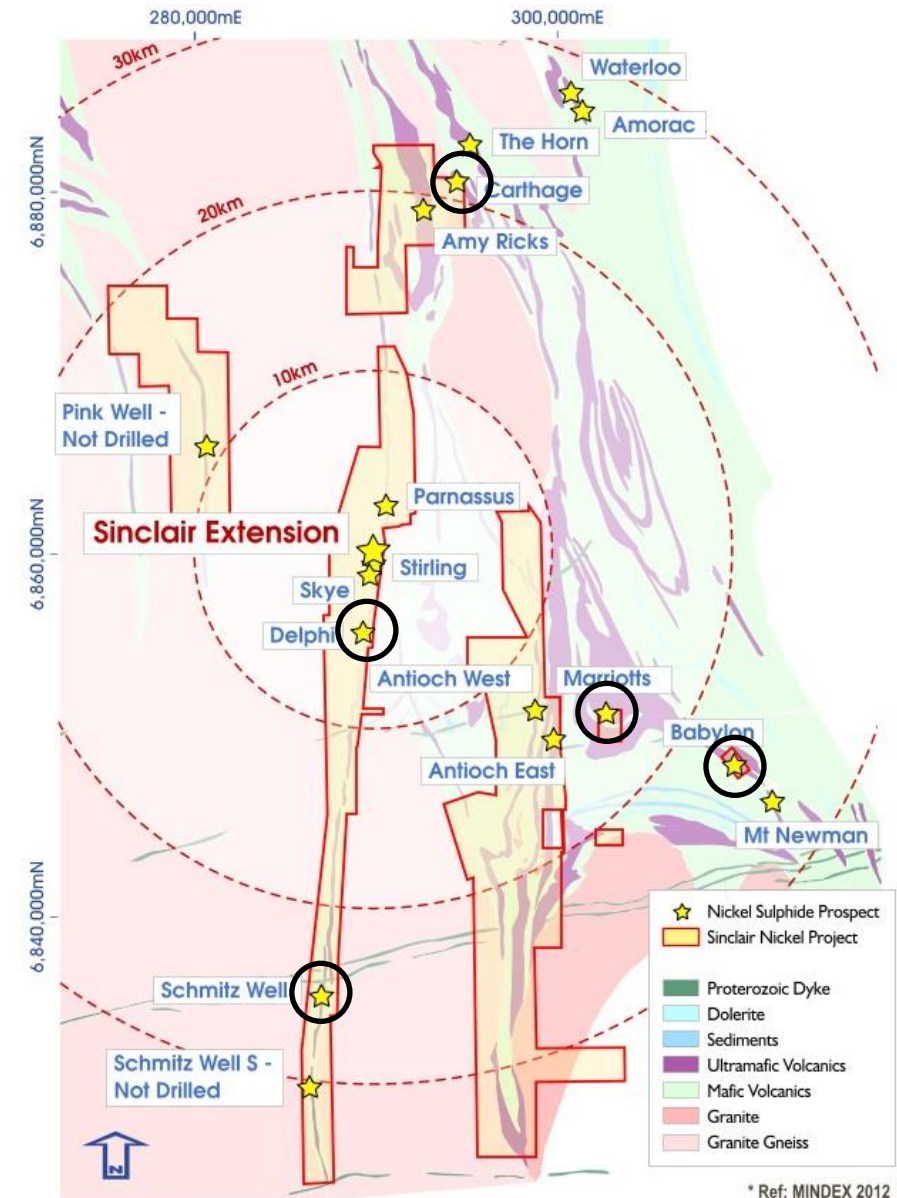 280,000mE
300,000mE
30km
Waterloo
Amorac
The Horn
6,880,000mN
Carthage
20km
Amy Ricks
10km
Pink Well -
Not Drilled
Parnassus
Sinclair Extension
6,860,000mN
Stirling
Skye
Delphi
Antioch West
Marriotts
Babylon
Antioch East
Mt Newman
6,840,000mN
Nickel Sulphide Prospect
Sinclair Nickel Project
Schmitz Well
Proterozoic Dyke
Dolerite
Sediments
Schmitz Well S -
Not Drilled
Ultramafic Volcanics
Mafic Volcanics
Granite
Granite Gneiss
N
* Ref: MINDEX 2012